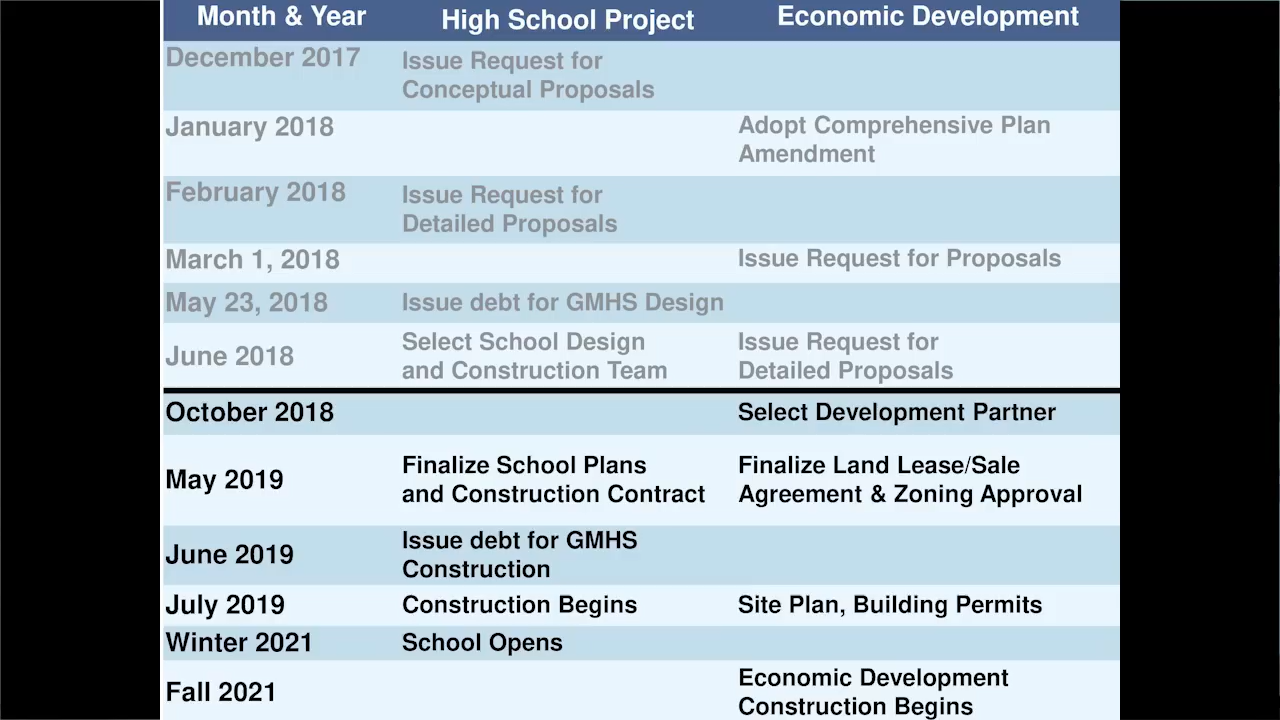 Month & Year High School Project Economic Development
December 2017 Issue Request for
Conceptual Proposals
January 2018 Adopt Comprehensive Plan
Amendment
February 2018 Issue Request for
Detailed Proposals
March 1, 2018 Issue Request for Proposals
May 23, 2018 Issue debt for GMHS Design
June 2018 Select School Design
and Construction Team Issue Request for
Detailed Proposals
October 2018 Select Development Partner
May 2019 Finalize School Plans
and Construction Contract Finalize Land Lease/Sale
Agreement & Zoning Approval
June 2019 Issue debt for GMHS
Construction
July 2019 Construction Begins Site Plan, Building Permits
Winter 2021 School Opens
Fall 2021 Economic Development
Construction Begins